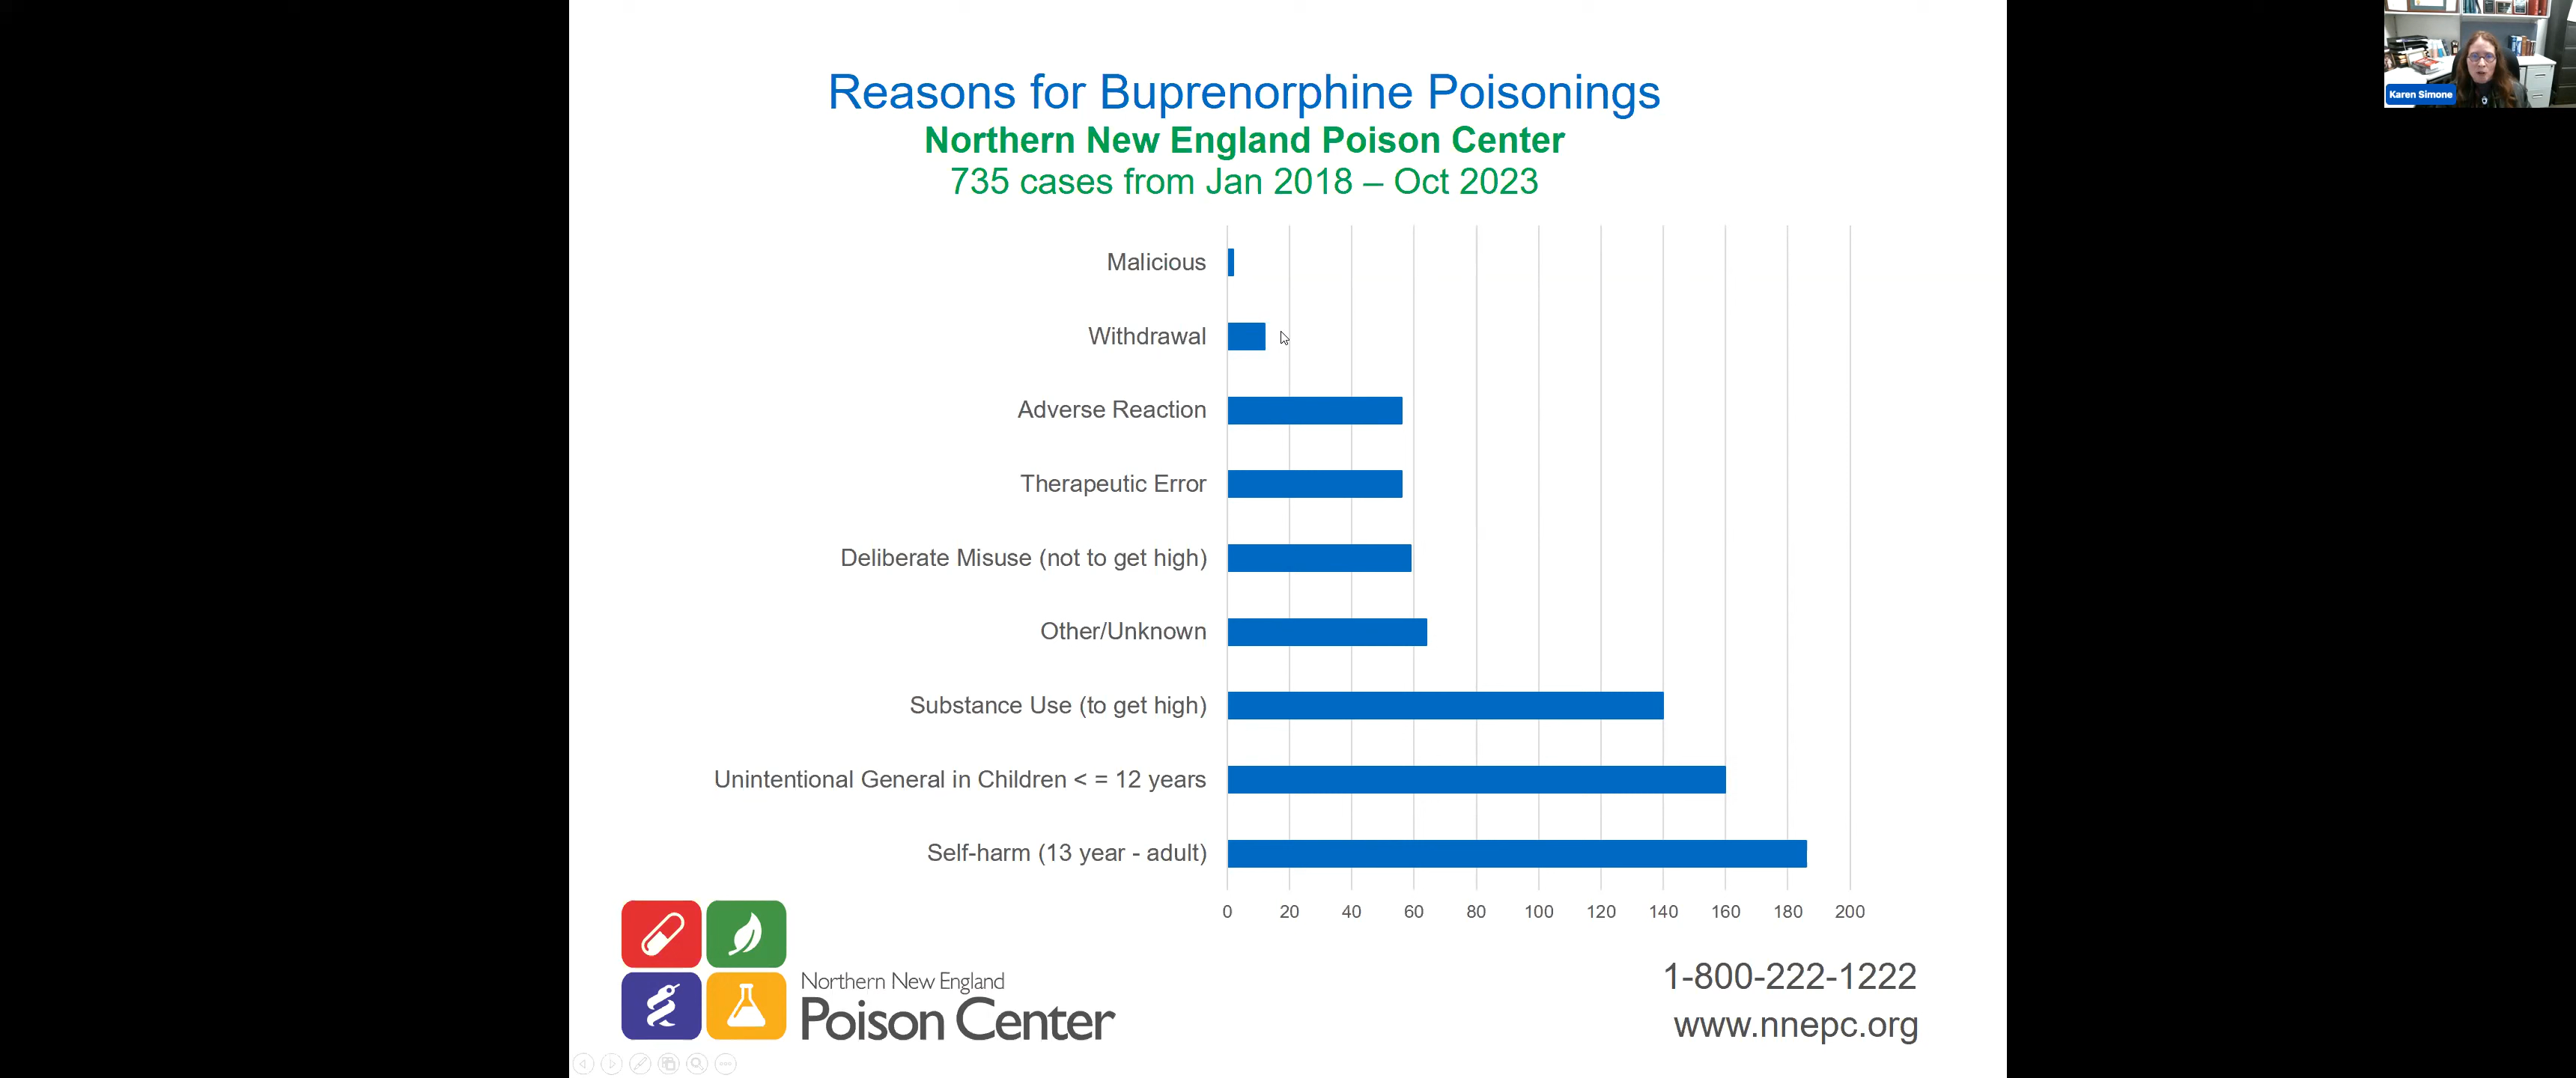 Karen Simone
Reasons for Buprenorphine Poisonings
Northern New England Poison Center
735 cases from Jan 2018 – Oct 2023
Malicious
Withdrawal
Adverse Reaction
Therapeutic Error
Deliberate Misuse (not to get high)
Other/Unknown
Substance Use (to get high)
Unintentional General in Children < = 12 years
Self-harm (13 year - adult)
0 20 40 60 80 100 120 140 160 180 200
Northern New England
Poison Center
1-800-222-1222
www.nnepc.org